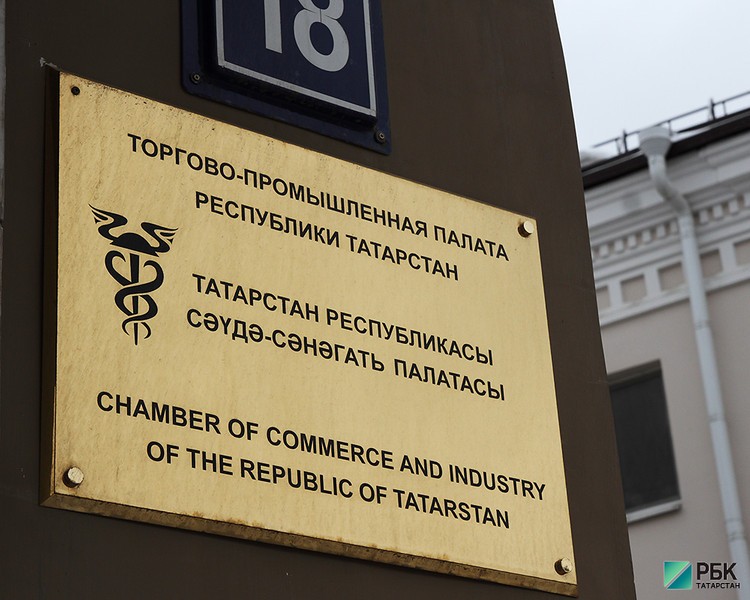 18
ТОРГОВО-ПРОМЫШЛЕННАЯ ПАЛАТА
РЕСПУБЛИКИ ТАТАРСТАН
ТАТАРСТАН РЕСПУБЛИКАСЫ
СӘҮДӘ-СӘНӘГАТЬ ПАЛАТАСЫ
CHAMBER OF COMMERCE AND INDUSTRY
OF THE REPUBLIC OF TATARSTAN
РБК
ТАТАРСТАН